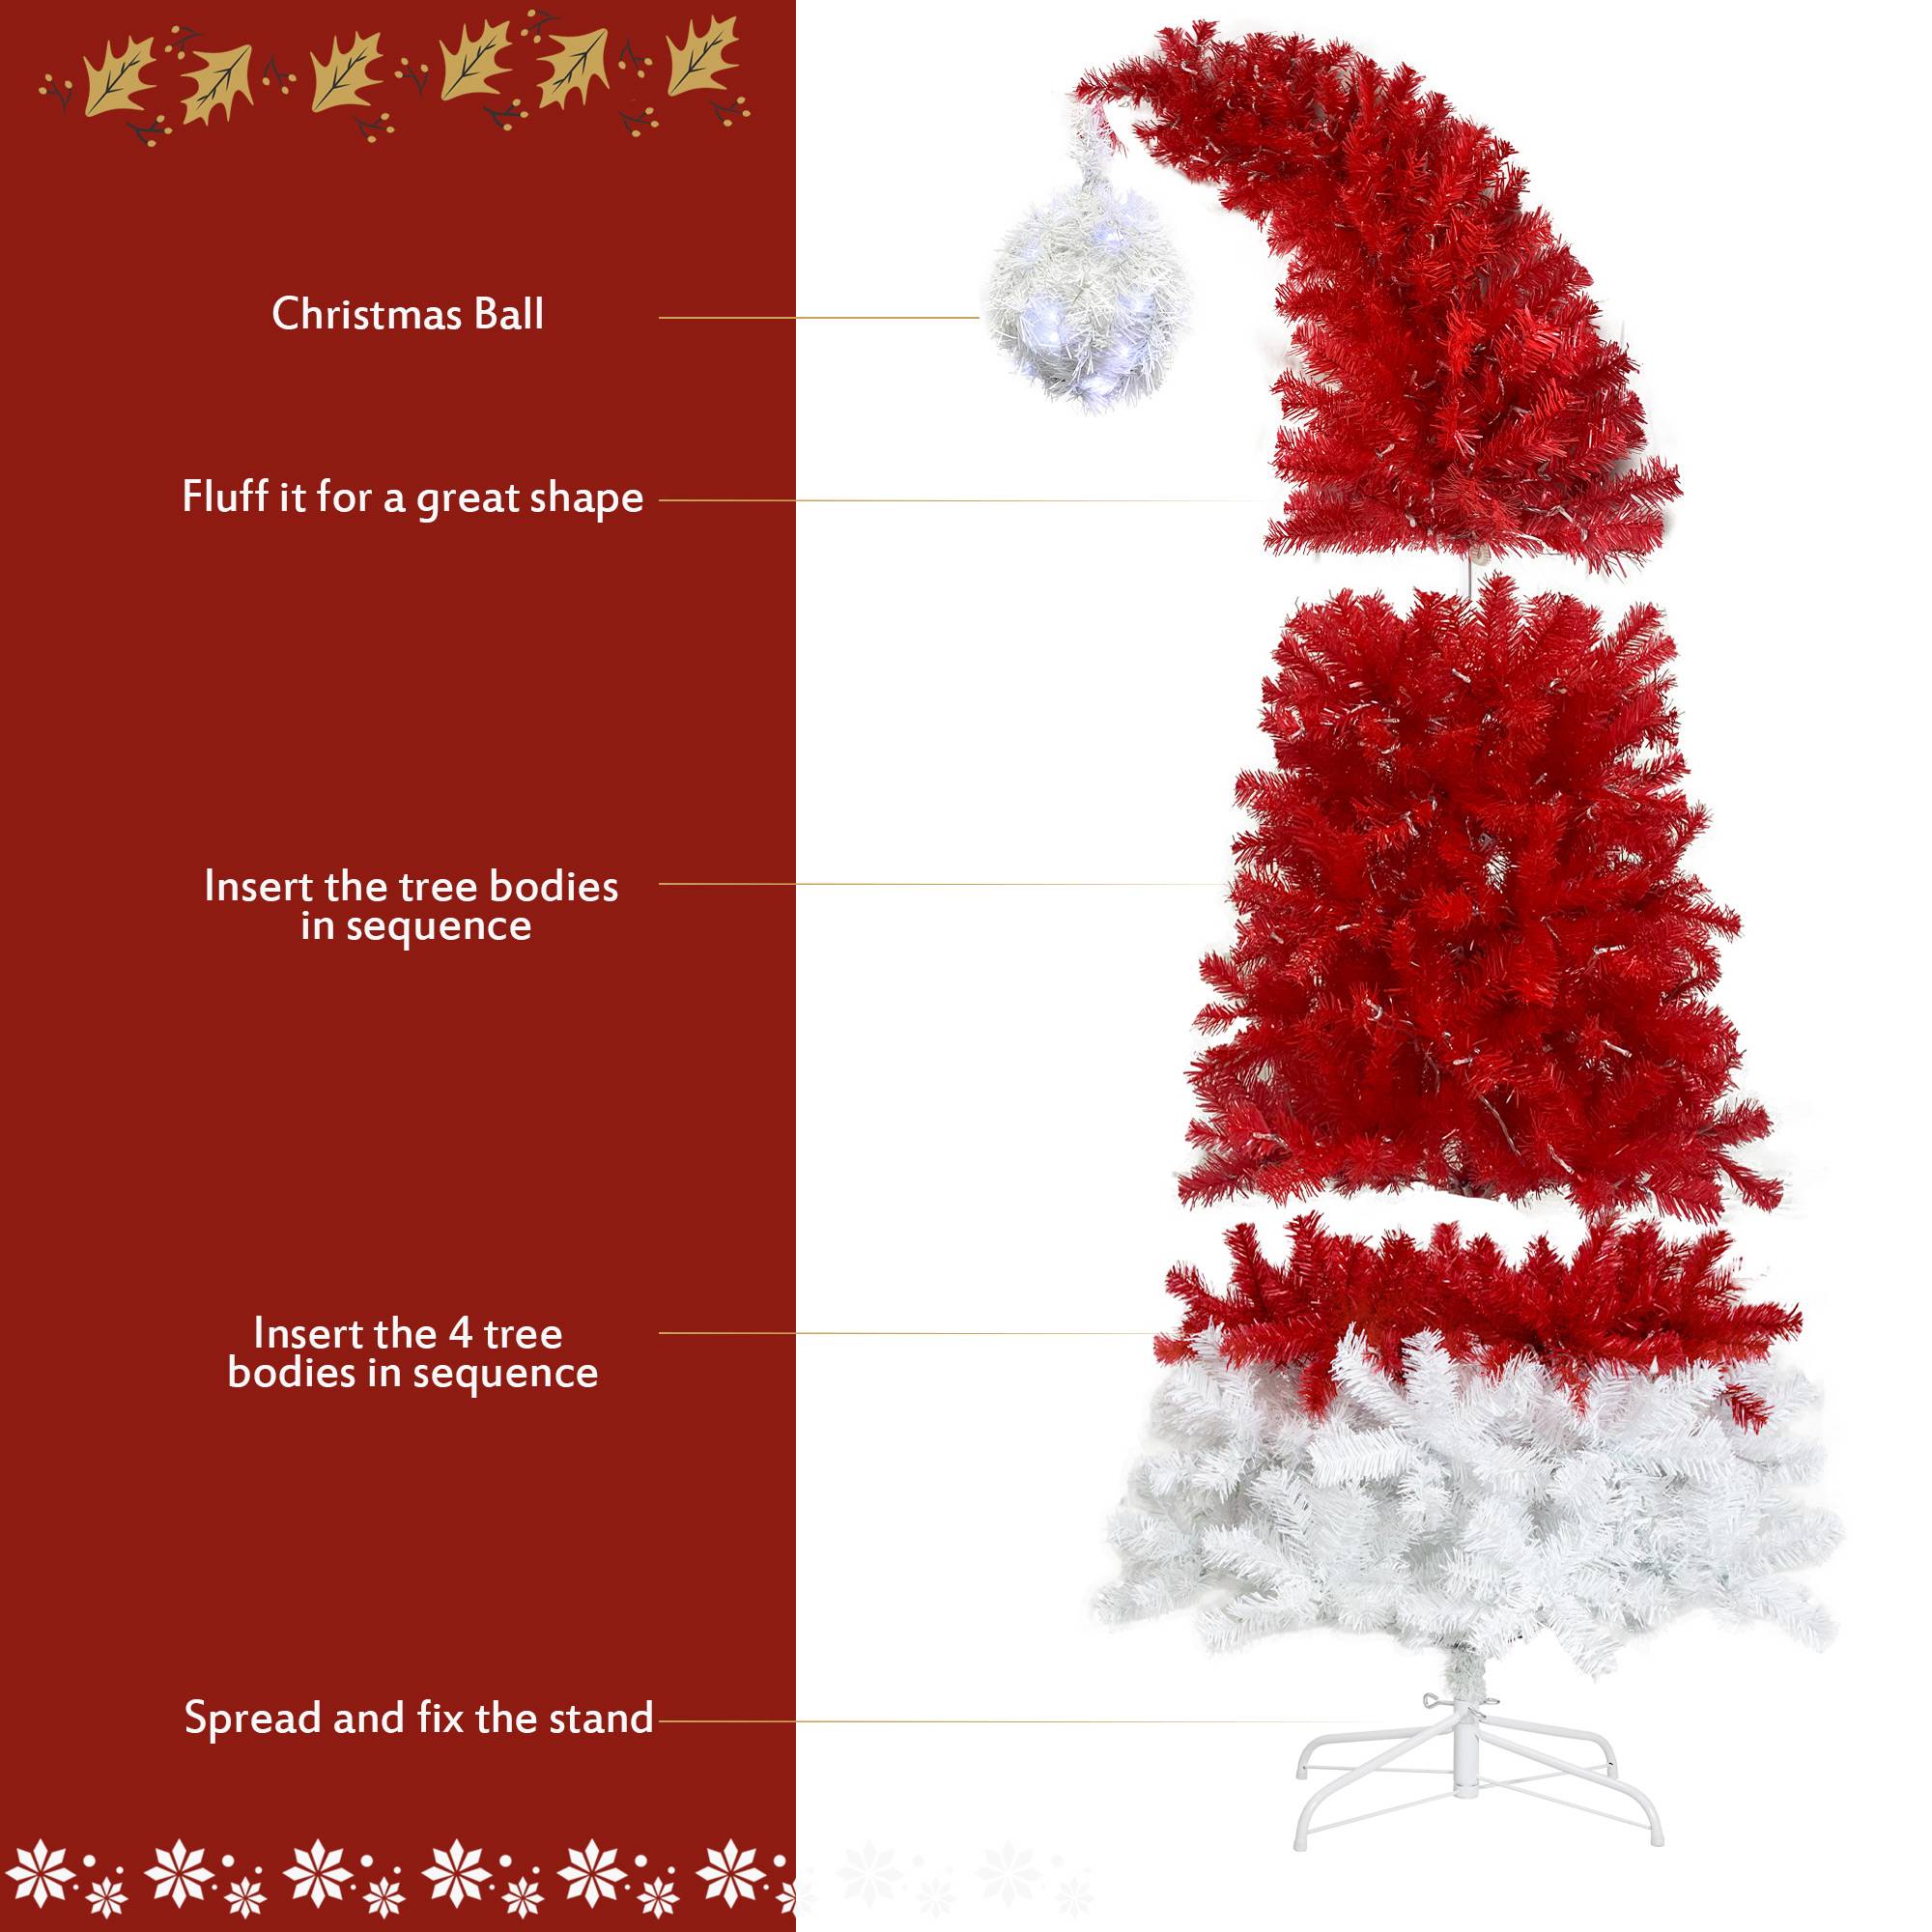 Christmas Ball
Fluff it for a great shape
Insert the tree bodies
in sequence
Insert the 4 tree
bodies in sequence
Spread and fix the stand